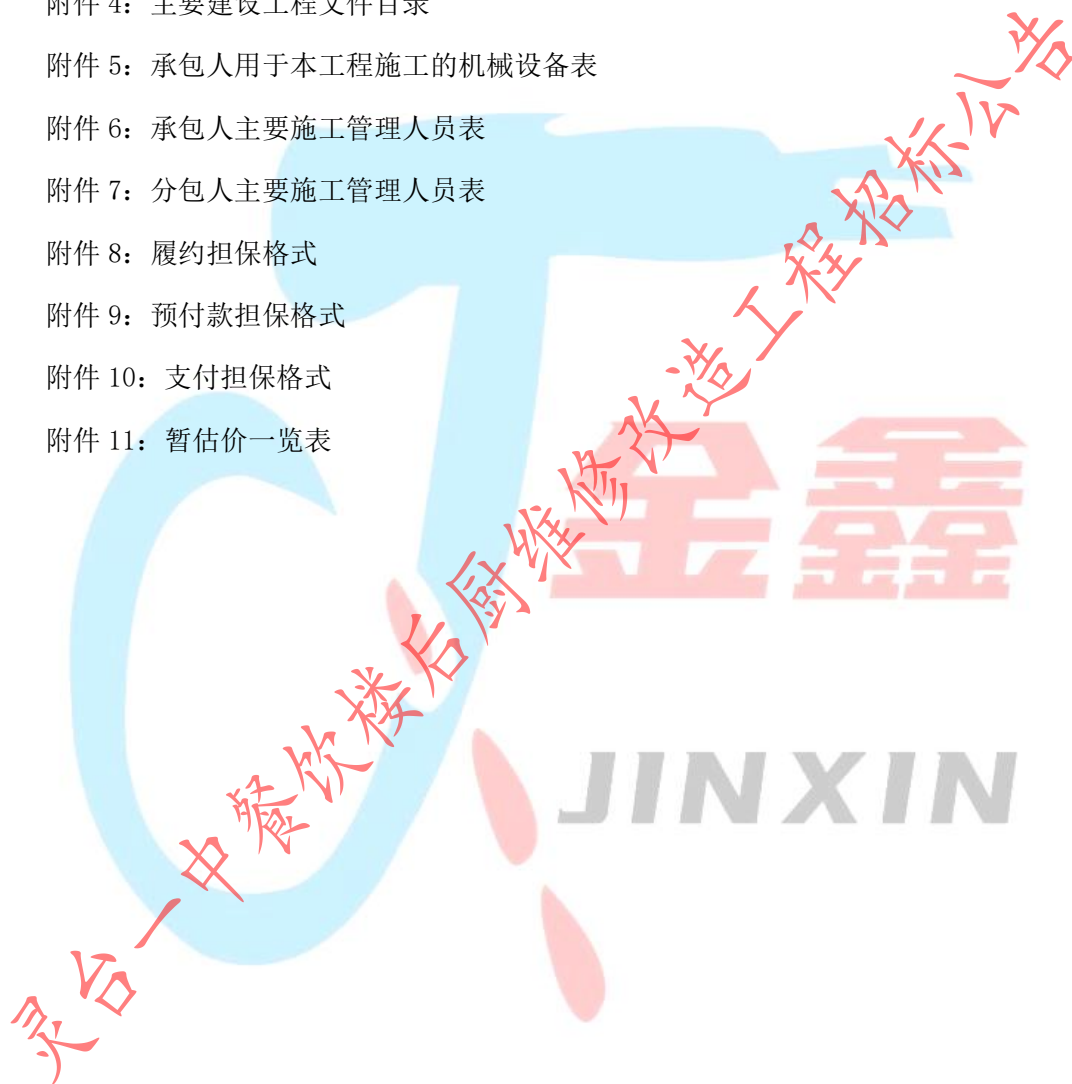 附件 4：主要建设工程文件目录
附件 5：承包人用于本工程施工的机械设备表
附件 6：承包人主要施工管理人员表
附件 7：分包人主要施工管理人员表
附件 8：履约担保格式
附件 9：预付款担保格式
附件 10：支付担保格式
附件 11：暂估价一览表
灵台一中餐饮楼后厨维修改造工程招标公告
金鑫
JINXIN